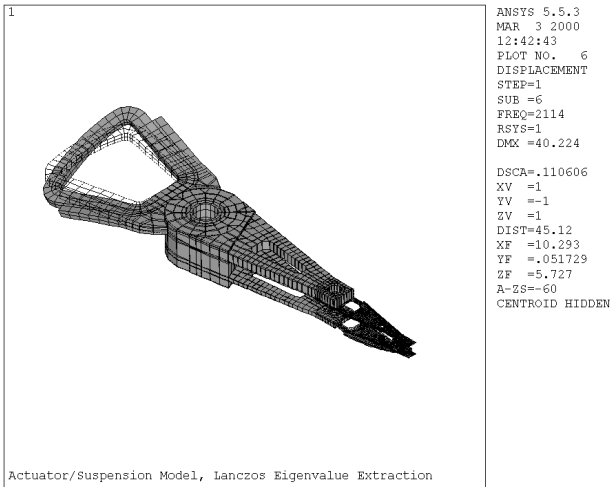 1
ANSYS 5.5.3
MAR  3 2000
12:42:43
PLOT NO.   6
DISPLACEMENT
STEP=1
SUB =6
FREQ=2114
RSYS=1
DMX =40.224
DSCA=.110606
XV  =1
YV  =-1
ZV  =1
DIST=45.12
XF  =10.293
YF  =.051729
ZF  =5.727
A-ZS=-60
CENTROID HIDDEN
Actuator/Suspension Model, Lanczos Eigenvalue Extraction